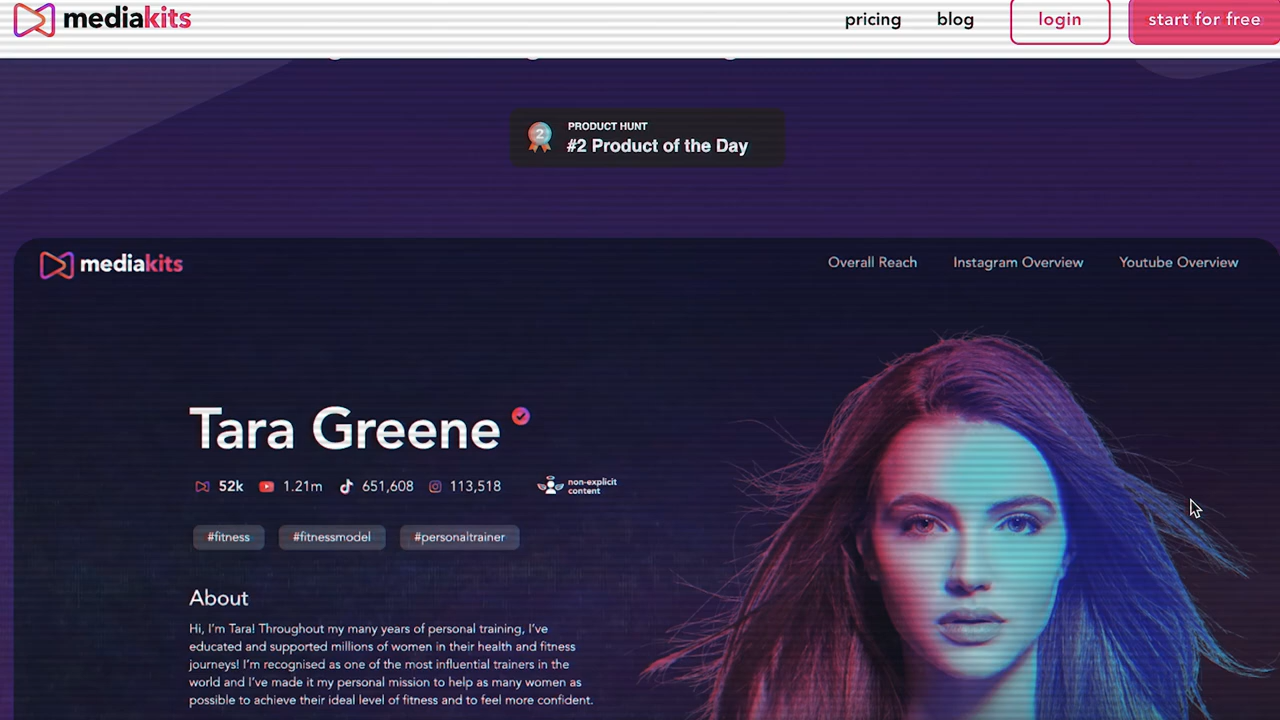 mediakits
pricing
blog
login
start for free
2
PRODUCT HUNT
#2 Product of the Day
mediakits
Overall Reach
Instagram Overview
Youtube Overview
Tara Greene
52k
1.21m
651,608
113,518
non-explicit
content
#fitness
#fitnessmodel
#personaltrainer
About
Hi, I'm Tara! Throughout my many years of personal training, I've
educated and supported millions of women in their health and fitness
journeys! I'm recognised as one of the most influential trainers in the
world and I've made it my personal mission to help as many women as
possible to achieve their ideal level of fitness and to feel more confident.